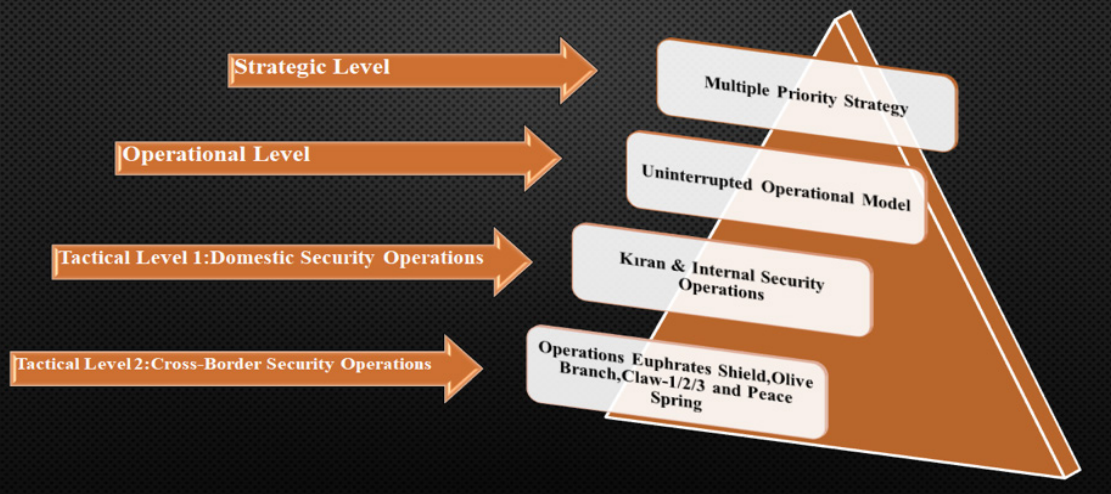 Strategic Level
Multiple Priority Strategy
Operational Level
Uninterrupted Operational Model
Tactical Level 1:Domestic Security Operations
Kıran & Internal Security
Operations
Tactical Level 2:Cross-Border Security Operations
Operations Euphrates Shield,Olive
Branch,Claw-1/2/3 and Peace
Spring